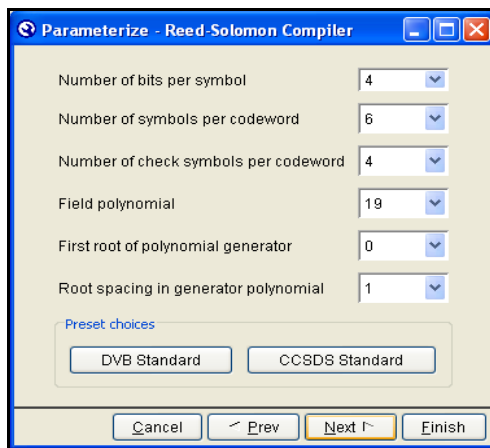 Parameterize - Reed-Solomon Compiler
Number of bits per symbol 4
Number of symbols per codeword 6
Number of check symbols per codeword 4
Field polynomial 19
First root of polynomial generator 0
Root spacing in generator polynomial 1
Preset choices
DVB Standard CCSDS Standard
Cancel Prev Next Finish